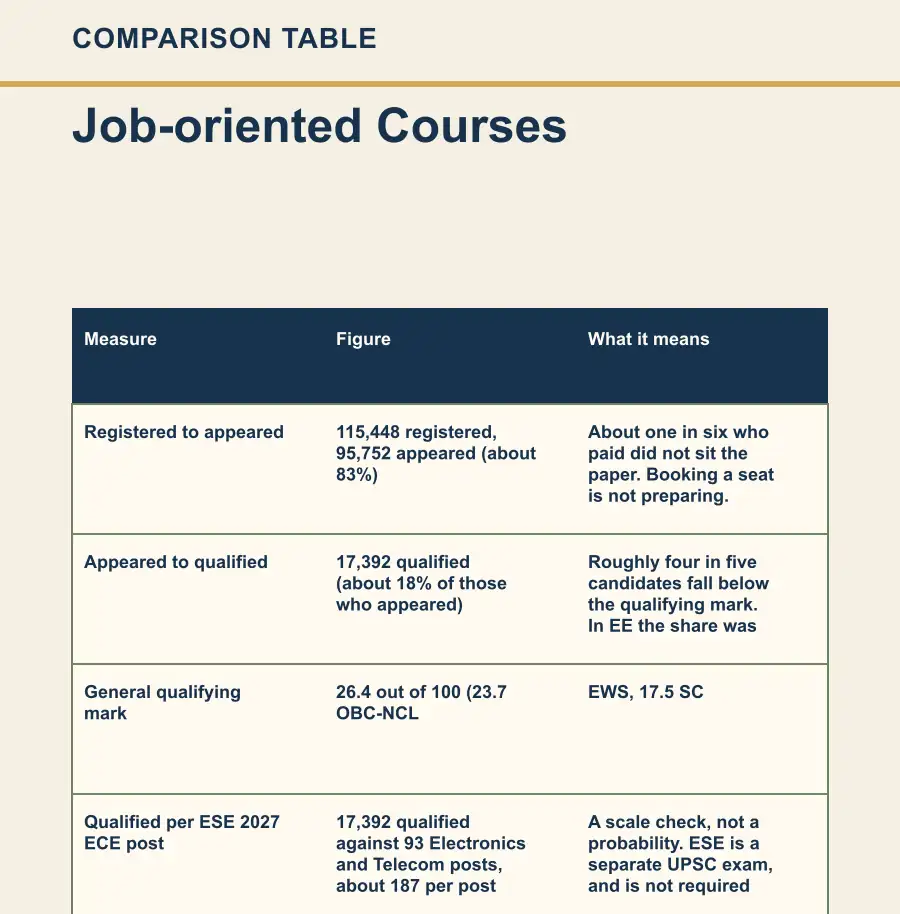 COMPARISON TABLE
Job-oriented Courses
Measure
Figure
What it means
Registered to appeared
115,448 registered,
95,752 appeared (about
83%)
About one in six who
paid did not sit the
paper. Booking a seat
is not preparing.
Appeared to qualified
17,392 qualified
(about 18% of those
who appeared)
Roughly four in five
candidates fall below
the qualifying mark.
In EE the share was
General qualifying
mark
26.4 out of 100 (23.7
OBC-NCL
EWS, 17.5 SC
Qualified per ESE 2027
ECE post
17,392 qualified
against 93 Electronics
and Telecom posts,
about 187 per post
A scale check, not a
probability. ESE is a
separate UPSC exam,
and is not required